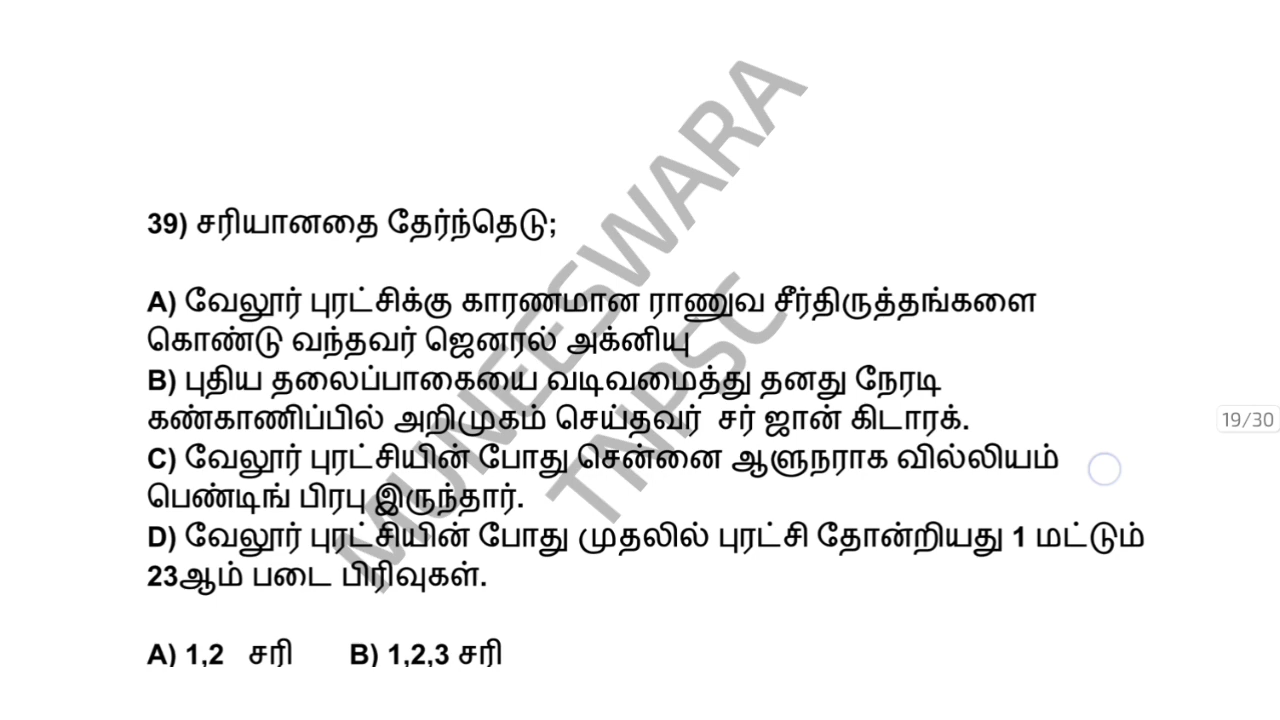 39) சரியானதை தேர்ந்தெடு;
A) வேலூர் புரட்சிக்கு காரணமான ராணுவ சீர்திருத்தங்களை
கொண்டு வந்தவர் ஜெனரல் அக்னியு
B) புதிய தலைப்பாகையை வடிவமைத்து தனது நேரடி
கண்காணிப்பில் அறிமுகம் செய்தவர் சர் ஜான் கிடாரக்.
C) வேலூர் புரட்சியின் போது சென்னை ஆளுநராக வில்லியம்
பெண்டிங் பிரபு இருந்தார்.
D) வேலூர் புரட்சியின் போது முதலில் புரட்சி தோன்றியது 1 மட்டும்
23ஆம் படை பிரிவுகள்.
A) 1,2 சரி B) 1,2,3 சரி
MUNEESWARA
TNPSC
19/30